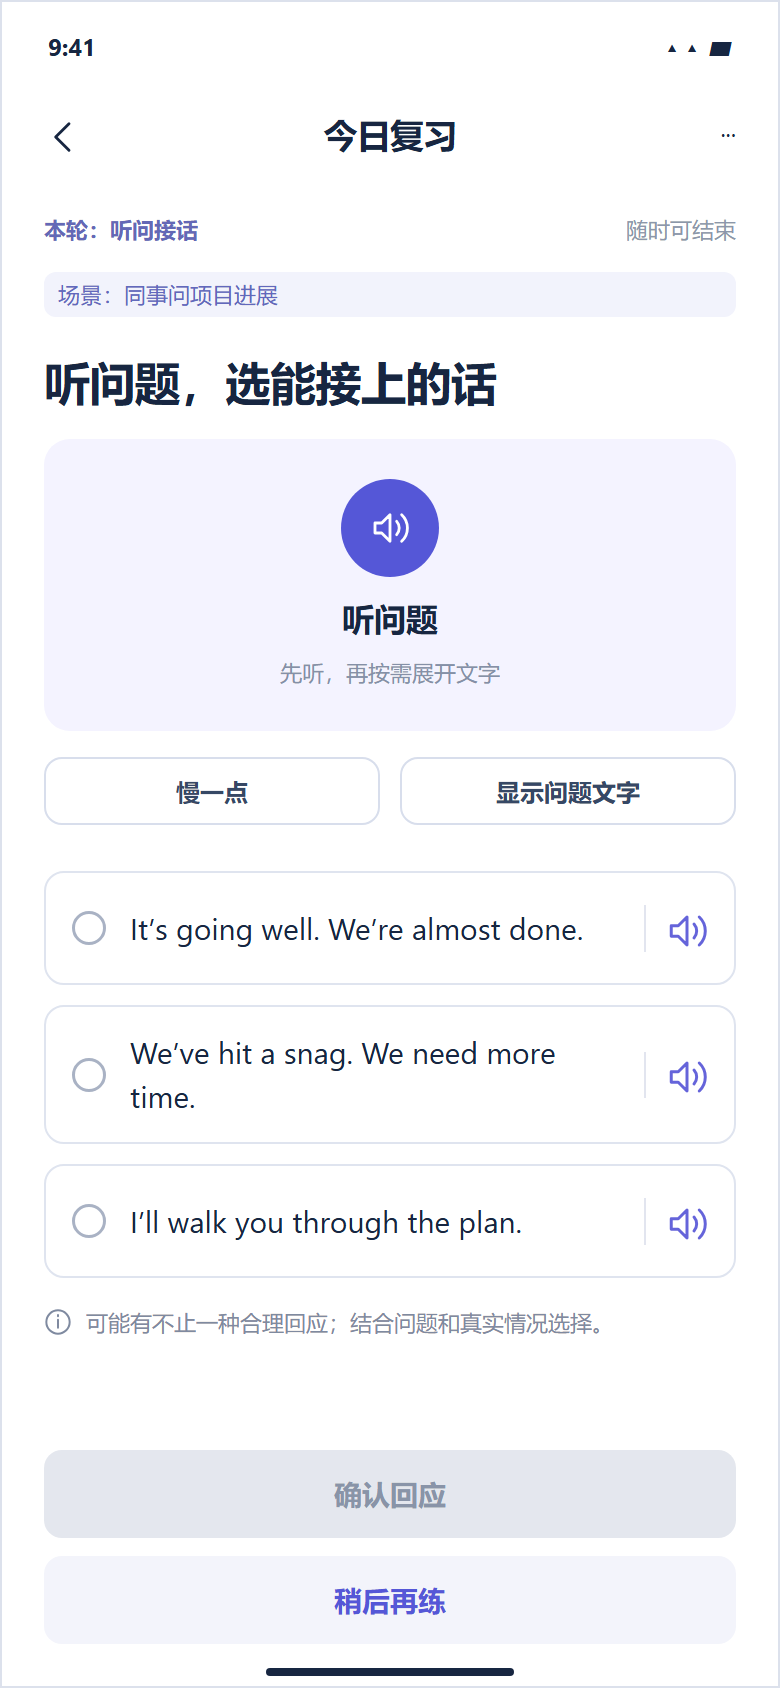 9:41
今日复习
...
本轮：听问接话
随时可结束
场景：同事问项目进展
听问题，选能接上的话
听问题
先听，再按需展开文字
慢一点
显示问题文字
It’s going well. We’re almost done.
We’ve hit a snag. We need more
time.
I’ll walk you through the plan.
可能有不止一种合理回应；结合问题和真实情况选择。
确认回应
稍后再练